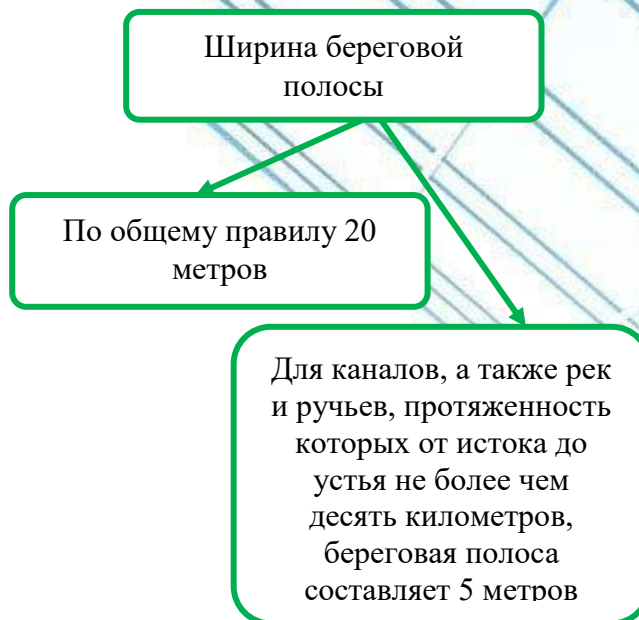 Ширина береговой
полосы
По общему правилу 20
метров
Для каналов, а также рек
и ручьев, протяженность
которых от истока до
устья не более чем
десять километров,
береговая полоса
составляет 5 метров